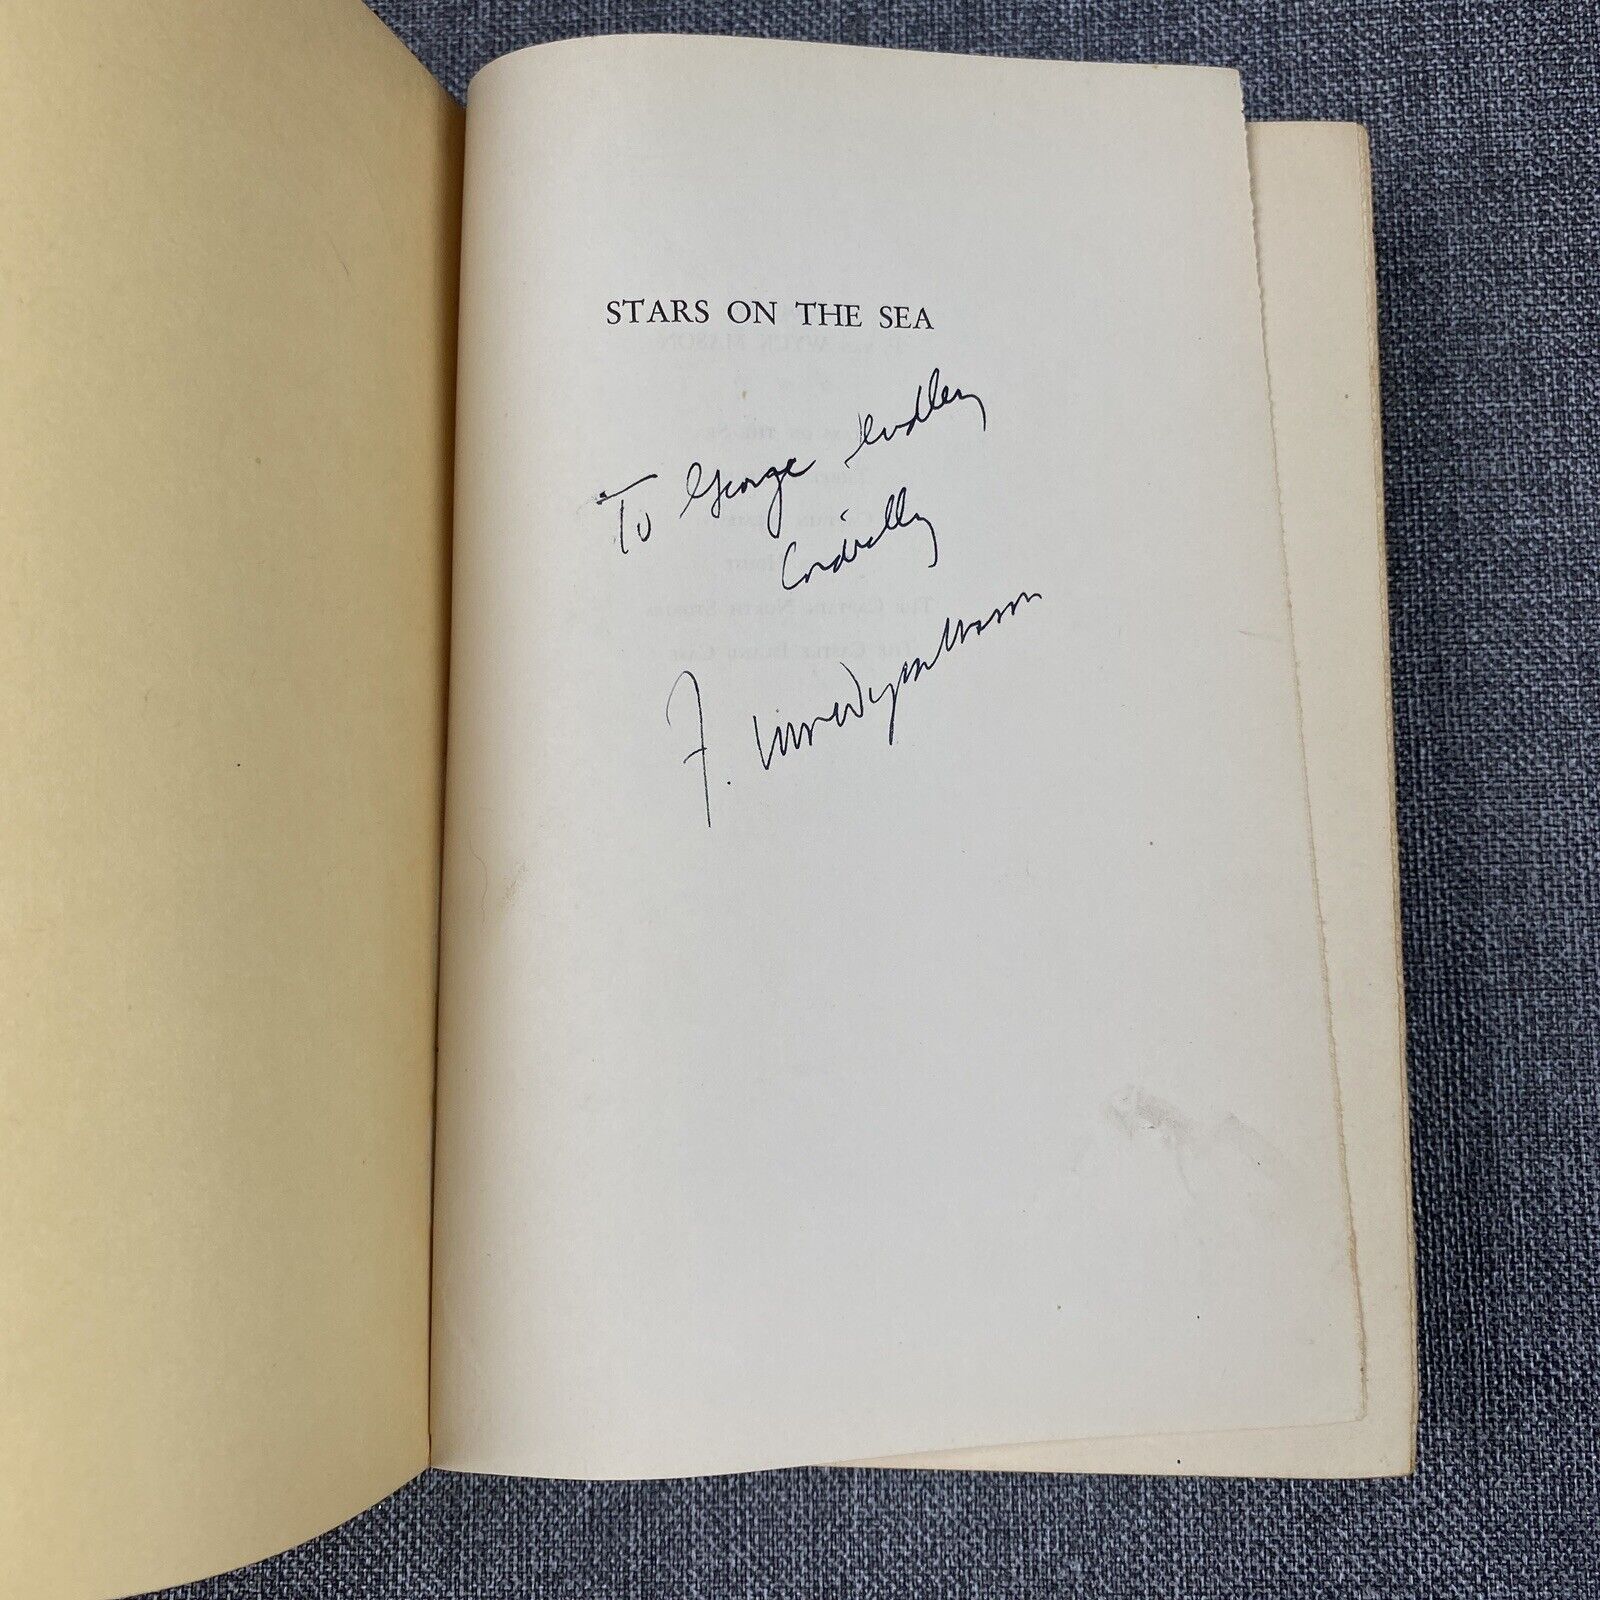 STARS ON THE SEA
To George Dudley
Cordially
F. van Wyck Mason